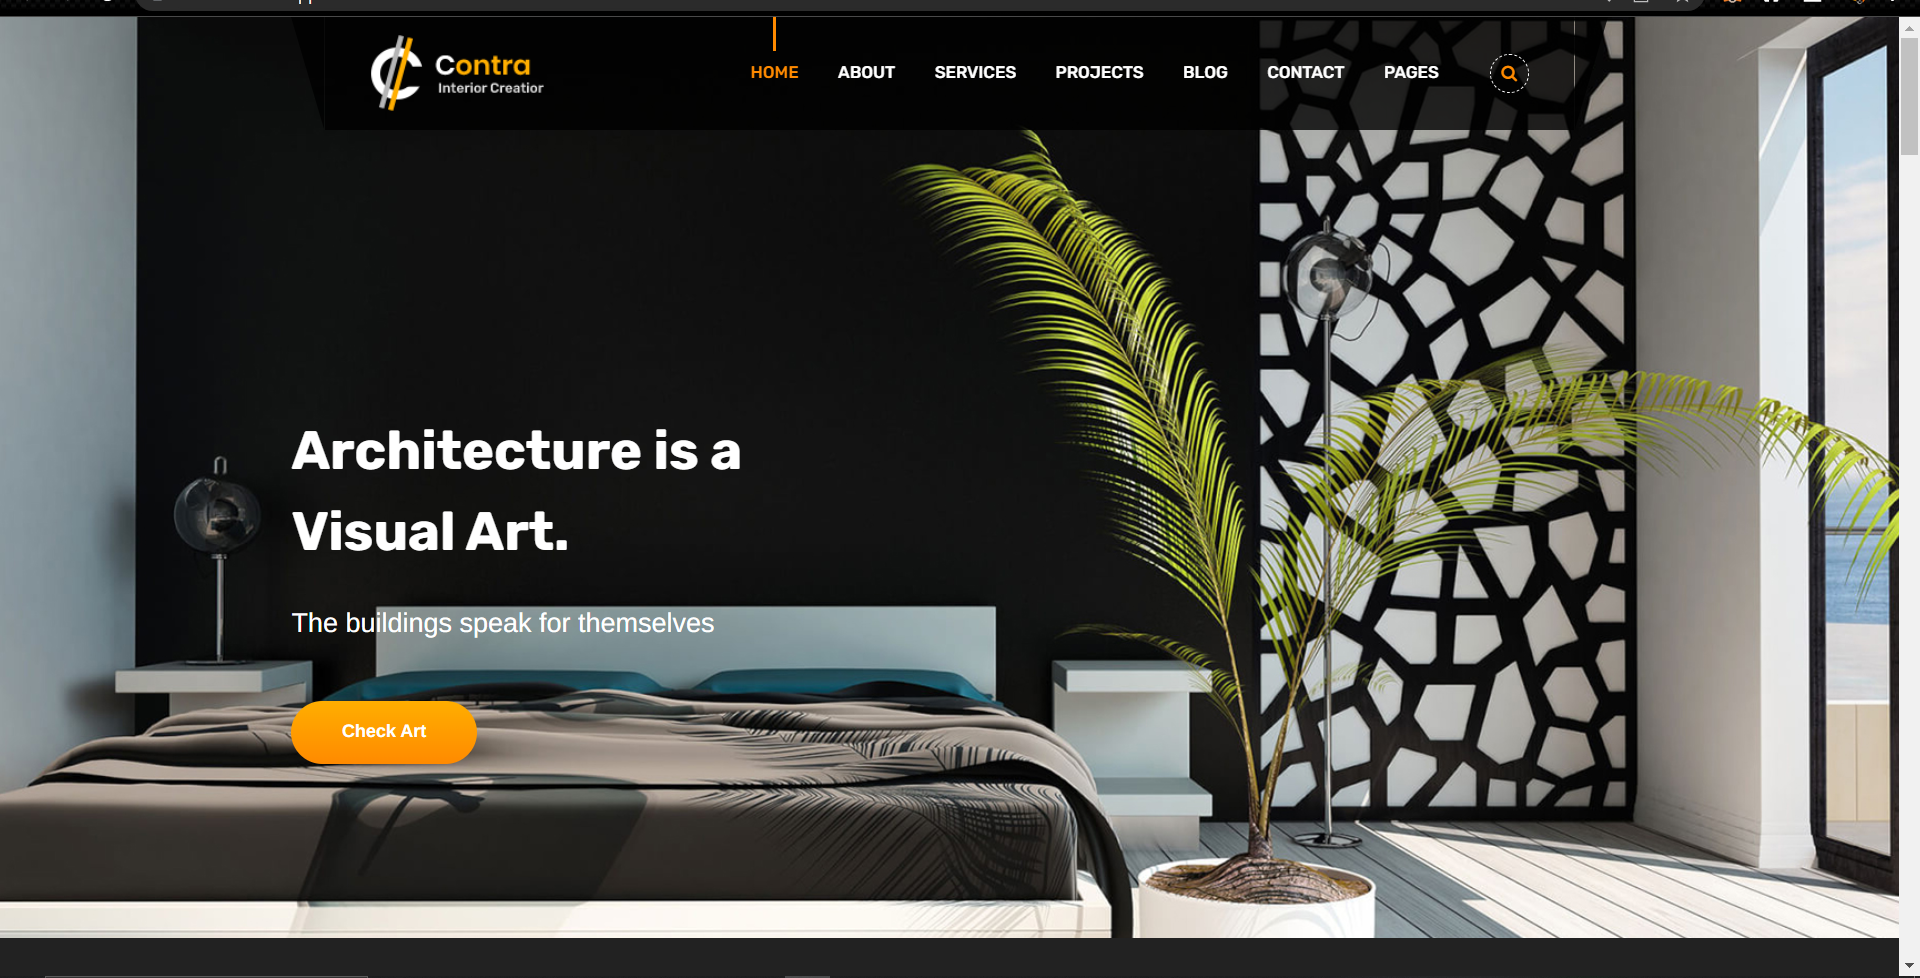 Contra
Interior Creatior
HOME ABOUT SERVICES PROJECTS BLOG CONTACT PAGES
Architecture is a
Visual Art.
The buildings speak for themselves
Check Art